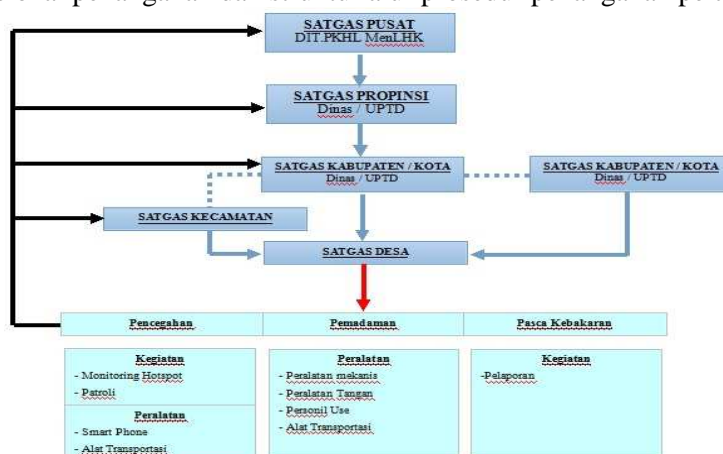 SATGAS PUSAT
DIT.PKHL MenLHK
SATGAS PROPINSI
Dinas / UPTD
SATGAS KABUPATEN / KOTA
Dinas / UPTD
SATGAS KABUPATEN / KOTA
Dinas / UPTD
SATGAS KECAMATAN
SATGAS DESA
Pencegahan
Pemadaman
Pasca Kebakaran
Kegiatan
- Monitoring Hotspot
- Patroli
Peralatan
- Smart Phone
- Alat Transportasi
Peralatan
- Peralatan mekanis
- Peralatan Tangan
- Personil Use
- Alat Transportasi
Kegiatan
-Pelaporan